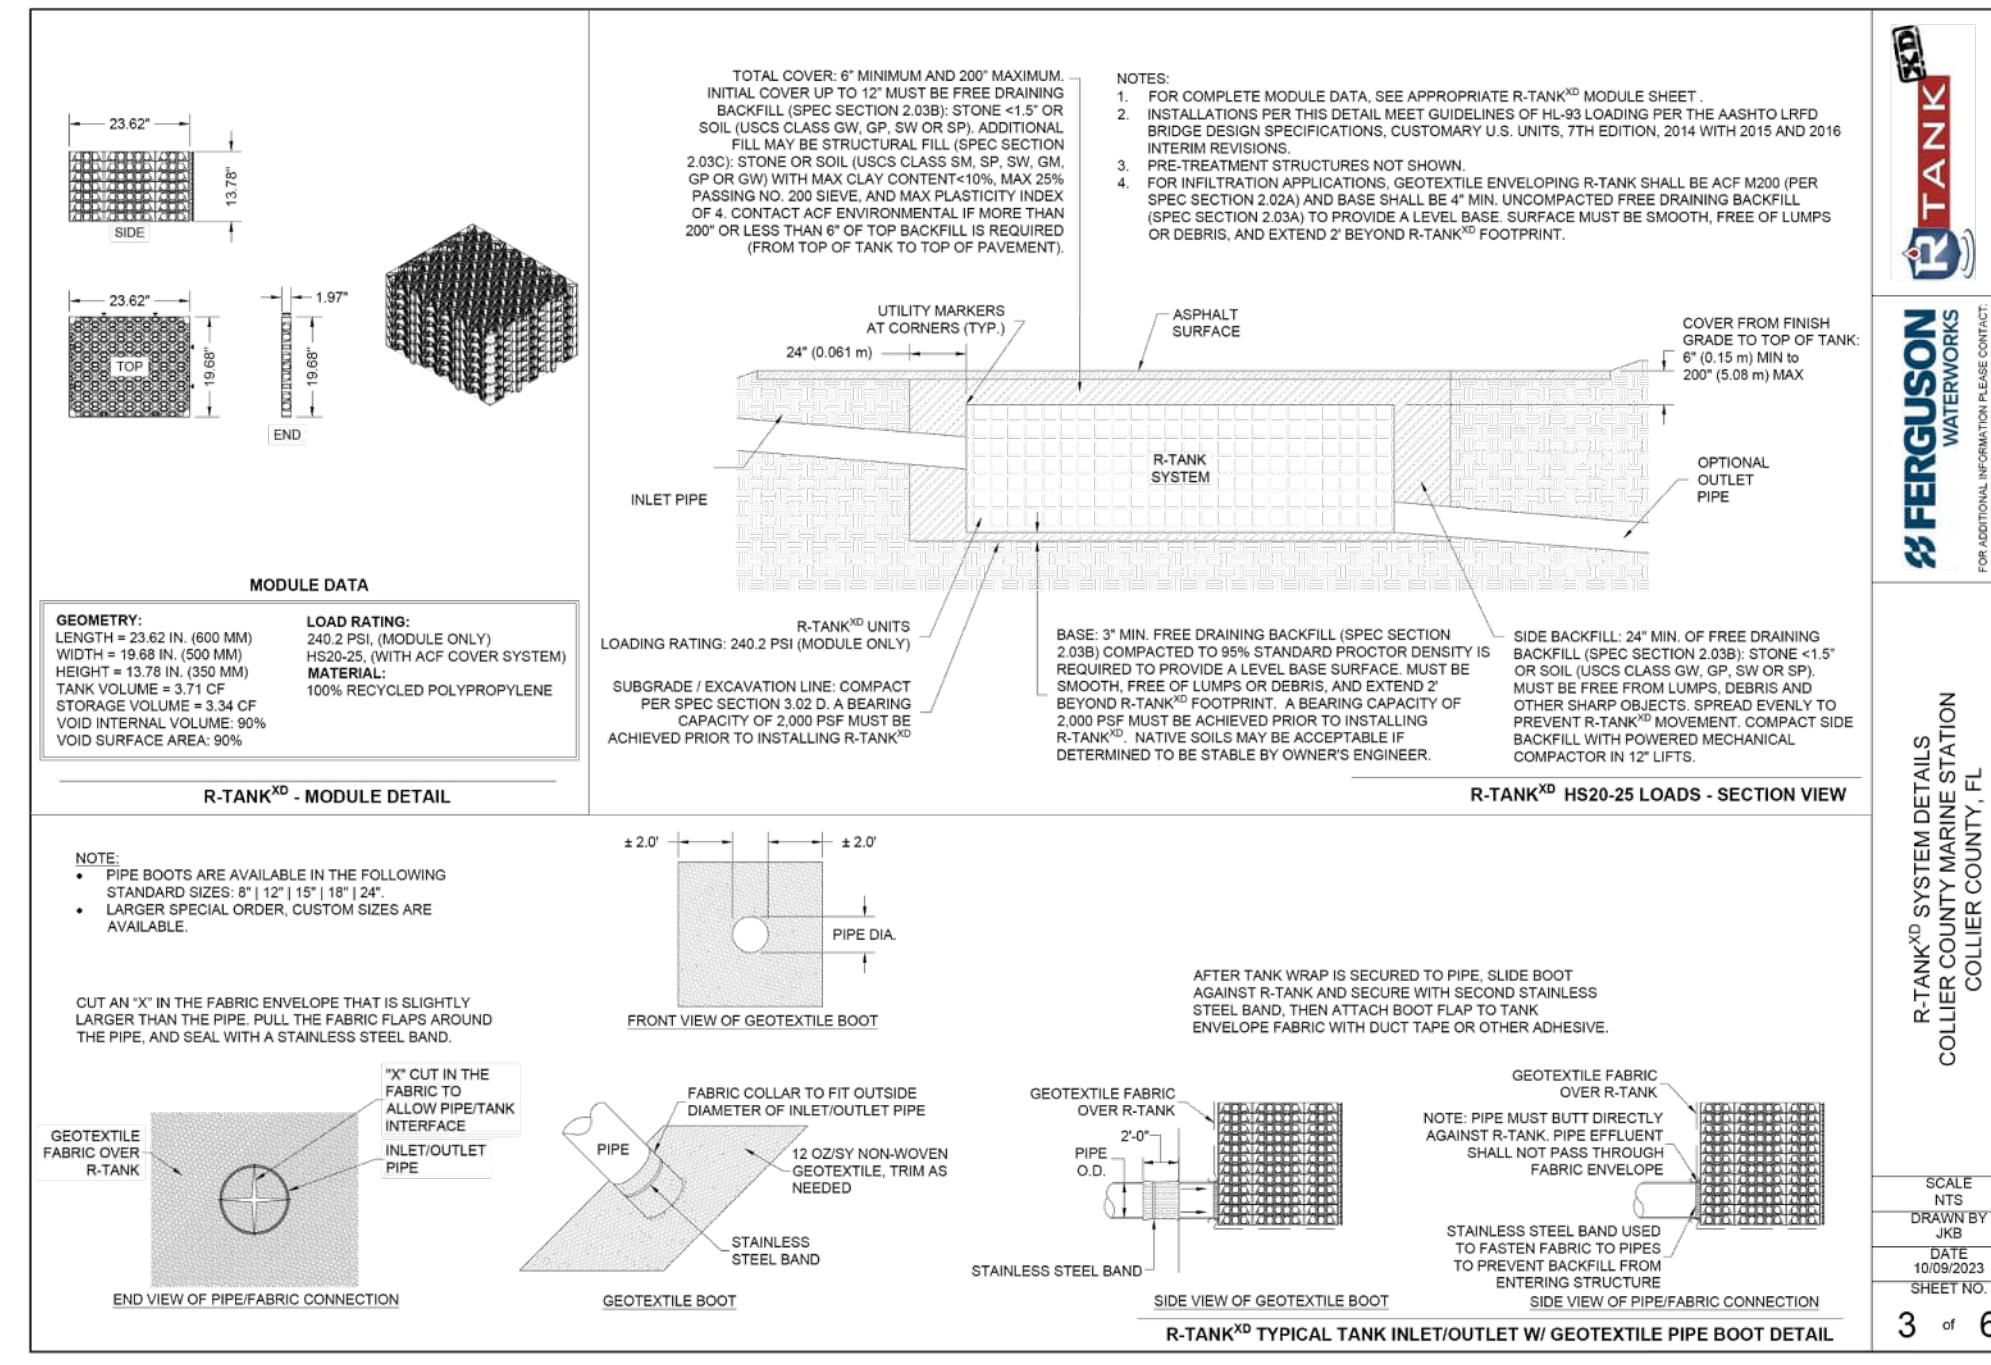 23.62"
13.78"
SIDE
23.62"
1.97"
TOP
19.68"
19.68"
END
MODULE DATA
GEOMETRY:
LENGTH = 23.62 IN. (600 MM)
WIDTH = 19.68 IN. (500 MM)
HEIGHT = 13.78 IN. (350 MM)
TANK VOLUME = 3.71 CF
STORAGE VOLUME = 3.34 CF
VOID INTERNAL VOLUME: 90%
VOID SURFACE AREA: 90%
LOAD RATING:
240.2 PSI, (MODULE ONLY)
HS20-25, (WITH ACF COVER SYSTEM)
MATERIAL:
100% RECYCLED POLYPROPYLENE
R-TANKXD - MODULE DETAIL
TOTAL COVER: 6" MINIMUM AND 200" MAXIMUM.
INITIAL COVER UP TO 12" MUST BE FREE DRAINING
BACKFILL (SPEC SECTION 2.03B): STONE <1.5" OR
SOIL (USCS CLASS GW, GP, SW OR SP). ADDITIONAL
FILL MAY BE STRUCTURAL FILL (SPEC SECTION
2.03C): STONE OR SOIL (USCS CLASS SM, SP, SW, GM,
GP OR GW) WITH MAX CLAY CONTENT<10%, MAX 25%
PASSING NO. 200 SIEVE, AND MAX PLASTICITY INDEX
OF 4. CONTACT ACF ENVIRONMENTAL IF MORE THAN
200" OR LESS THAN 6" OF TOP BACKFILL IS REQUIRED
(FROM TOP OF TANK TO TOP OF PAVEMENT).
NOTES:
1. FOR COMPLETE MODULE DATA, SEE APPROPRIATE R-TANKXD MODULE SHEET .
2. INSTALLATIONS PER THIS DETAIL MEET GUIDELINES OF HL-93 LOADING PER THE AASHTO LRFD
BRIDGE DESIGN SPECIFICATIONS, CUSTOMARY U.S. UNITS, 7TH EDITION, 2014 WITH 2015 AND 2016
INTERIM REVISIONS.
3. PRE-TREATMENT STRUCTURES NOT SHOWN.
4. FOR INFILTRATION APPLICATIONS, GEOTEXTILE ENVELOPING R-TANK SHALL BE ACF M200 (PER
SPEC SECTION 2.02A) AND BASE SHALL BE 4" MIN. UNCOMPACTED FREE DRAINING BACKFILL
(SPEC SECTION 2.03A) TO PROVIDE A LEVEL BASE. SURFACE MUST BE SMOOTH, FREE OF LUMPS
OR DEBRIS, AND EXTEND 2' BEYOND R-TANKXD FOOTPRINT.
UTILITY MARKERS
AT CORNERS (TYP.)
24" (0.061 m)
ASPHALT
SURFACE
COVER FROM FINISH
GRADE TO TOP OF TANK:
6" (0.15 m) MIN to
200" (5.08 m) MAX
R-TANK
SYSTEM
INLET PIPE
OPTIONAL
OUTLET
PIPE
R-TANKXD UNITS
LOADING RATING: 240.2 PSI (MODULE ONLY)
SUBGRADE / EXCAVATION LINE: COMPACT
PER SPEC SECTION 3.02 D. A BEARING
CAPACITY OF 2,000 PSF MUST BE
ACHIEVED PRIOR TO INSTALLING R-TANKXD
BASE: 3" MIN. FREE DRAINING BACKFILL (SPEC SECTION
2.03B) COMPACTED TO 95% STANDARD PROCTOR DENSITY IS
REQUIRED TO PROVIDE A LEVEL BASE SURFACE. MUST BE
SMOOTH, FREE OF LUMPS OR DEBRIS, AND EXTEND 2'
BEYOND R-TANKXD FOOTPRINT. A BEARING CAPACITY OF
2,000 PSF MUST BE ACHIEVED PRIOR TO INSTALLING
R-TANKXD. NATIVE SOILS MAY BE ACCEPTABLE IF
DETERMINED TO BE STABLE BY OWNER'S ENGINEER.
SIDE BACKFILL: 24" MIN. OF FREE DRAINING
BACKFILL (SPEC SECTION 2.03B): STONE <1.5"
OR SOIL (USCS CLASS GW, GP, SW OR SP).
MUST BE FREE FROM LUMPS, DEBRIS AND
OTHER SHARP OBJECTS. SPREAD EVENLY TO
PREVENT R-TANKXD MOVEMENT. COMPACT SIDE
BACKFILL WITH POWERED MECHANICAL
COMPACTOR IN 12" LIFTS.
R-TANKXD HS20-25 LOADS - SECTION VIEW
NOTE:
• PIPE BOOTS ARE AVAILABLE IN THE FOLLOWING
STANDARD SIZES: 8" | 12" | 15" | 18" | 24".
• LARGER SPECIAL ORDER, CUSTOM SIZES ARE
AVAILABLE.
CUT AN "X" IN THE FABRIC ENVELOPE THAT IS SLIGHTLY
LARGER THAN THE PIPE. PULL THE FABRIC FLAPS AROUND
THE PIPE, AND SEAL WITH A STAINLESS STEEL BAND.
"X" CUT IN THE
FABRIC TO
ALLOW PIPE/TANK
INTERFACE
GEOTEXTILE
FABRIC OVER
R-TANK
INLET/OUTLET
PIPE
END VIEW OF PIPE/FABRIC CONNECTION
± 2.0'
± 2.0'
PIPE DIA.
FRONT VIEW OF GEOTEXTILE BOOT
FABRIC COLLAR TO FIT OUTSIDE
DIAMETER OF INLET/OUTLET PIPE
PIPE
12 OZ/SY NON-WOVEN
GEOTEXTILE, TRIM AS
NEEDED
STAINLESS
STEEL BAND
GEOTEXTILE BOOT
AFTER TANK WRAP IS SECURED TO PIPE, SLIDE BOOT
AGAINST R-TANK AND SECURE WITH SECOND STAINLESS
STEEL BAND, THEN ATTACH BOOT FLAP TO TANK
ENVELOPE FABRIC WITH DUCT TAPE OR OTHER ADHESIVE.
GEOTEXTILE FABRIC
OVER R-TANK
2'-0"
PIPE
O.D.
STAINLESS STEEL BAND
SIDE VIEW OF GEOTEXTILE BOOT
GEOTEXTILE FABRIC
OVER R-TANK
NOTE: PIPE MUST BUTT DIRECTLY
AGAINST R-TANK. PIPE EFFLUENT
SHALL NOT PASS THROUGH
FABRIC ENVELOPE
STAINLESS STEEL BAND USED
TO FASTEN FABRIC TO PIPES
TO PREVENT BACKFILL FROM
ENTERING STRUCTURE
SIDE VIEW OF PIPE/FABRIC CONNECTION
R-TANKXD TYPICAL TANK INLET/OUTLET W/ GEOTEXTILE PIPE BOOT DETAIL
R TANK XD
FERGUSON
WATERWORKS
FOR ADDITIONAL INFORMATION PLEASE CONTACT:
R-TANKXD SYSTEM DETAILS
COLLIER COUNTY MARINE STATION
COLLIER COUNTY, FL
SCALE
NTS
DRAWN BY
JKB
DATE
10/09/2023
SHEET NO.
3 of 6